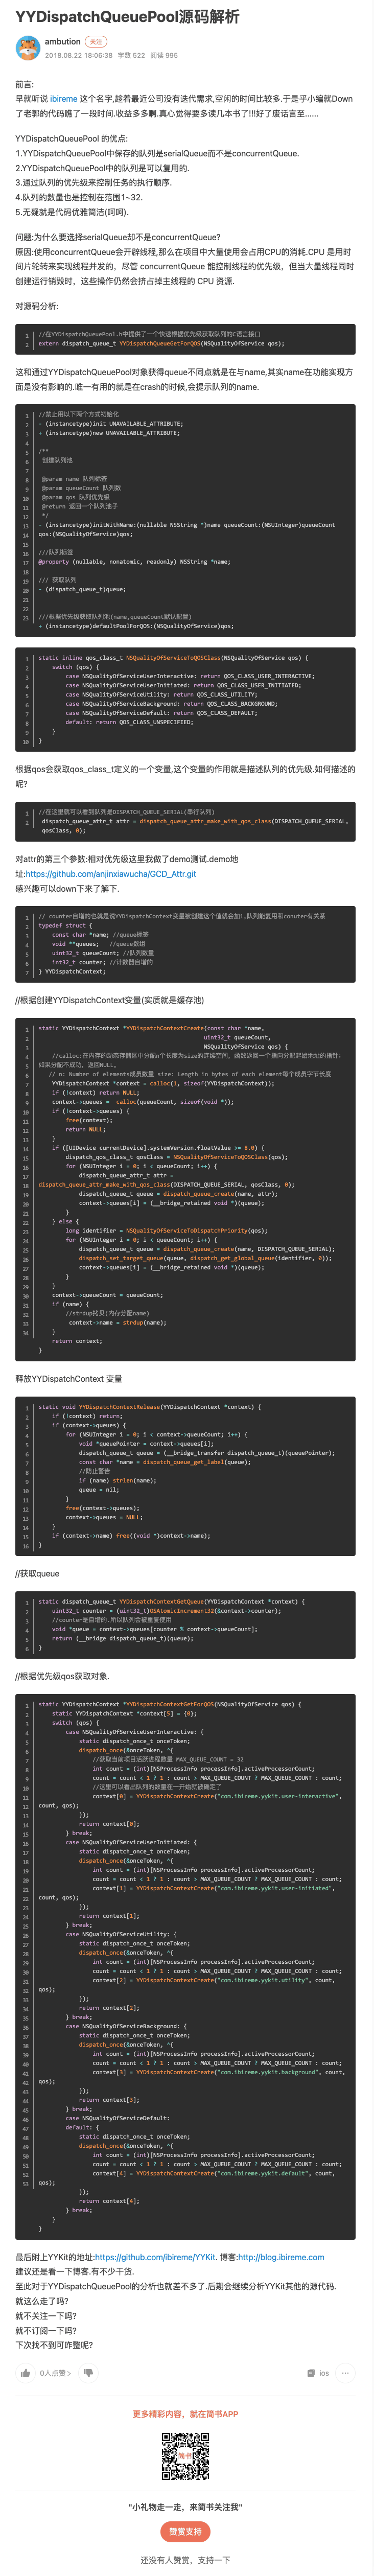 YYDispatchQueuePool源码解析
ambution 关注
2018.08.22 18:06:38 字数 522 阅读 995
前言:
早就听说 ibireme 这个名字,趁着最近公司没有迭代需求,空闲的时间比较多.于是乎小编就Down
了老郭的代码瞧了一段时间.收益多多啊.真心觉得要多读几本书了!!!好了废话言至......
YYDispatchQueuePool 的优点:
1.YYDispatchQueuePool中保存的队列是serialQueue而不是concurrentQueue.
2.YYDispatchQueuePool中的队列是可以复用的.
3.通过队列的优先级来控制任务的执行顺序.
4.队列的数量也是控制在范围1~32.
5.无疑就是代码优雅简洁(呵呵).
问题:为什么要选择serialQueue却不是concurrentQueue?
原因:使用concurrentQueue会开辟线程,那么在项目中大量使用会占用CPU的消耗.CPU 是用时
间片轮转来实现线程并发的，尽管 concurrentQueue 能控制线程的优先级，但当大量线程同时
创建运行销毁时，这些操作仍然会挤占掉主线程的 CPU 资源.
对源码分析:
1 //在YYDispatchQueuePool.h中提供了一个快速根据优先级获取队列的C语言接口
2 extern dispatch_queue_t YYDispatchQueueGetForQOS(NSQualityOfService qos);
这和通过YYDispatchQueuePool对象获得queue不同点就是在与name,其实name在功能实现方
面是没有影响的.唯一有用的就是在crash的时候,会提示队列的name.
1 //禁止用以下两个方式初始化
2 - (instancetype)init UNAVAILABLE_ATTRIBUTE;
3 + (instancetype)new UNAVAILABLE_ATTRIBUTE;
4
5 /**
6 创建队列池
7
8 @param name 队列标签
9 @param queueCount 队列数
10 @param qos 队列优先级
11 @return 返回一个队列池子
12 */
13 - (instancetype)initWithName:(nullable NSString *)name queueCount:(NSUInteger)queueCount
14 qos:(NSQualityOfService)qos;
15
16 ///队列标签
17 @property (nullable, nonatomic, readonly) NSString *name;
18
19 /// 获取队列
20 - (dispatch_queue_t)queue;
21
22
23 ///根据优先级获取队列池(name,queueCount默认配置)
+ (instancetype)defaultPoolForQOS:(NSQualityOfService)qos;
1 static inline qos_class_t NSQualityOfServiceToQOSClass(NSQualityOfService qos) {
2 switch (qos) {
3 case NSQualityOfServiceUserInteractive: return QOS_CLASS_USER_INTERACTIVE;
4 case NSQualityOfServiceUserInitiated: return QOS_CLASS_USER_INITIATED;
5 case NSQualityOfServiceUtility: return QOS_CLASS_UTILITY;
6 case NSQualityOfServiceBackground: return QOS_CLASS_BACKGROUND;
7 case NSQualityOfServiceDefault: return QOS_CLASS_DEFAULT;
8 default: return QOS_CLASS_UNSPECIFIED;
9 }
10 }
根据qos会获取qos_class_t定义的一个变量,这个变量的作用就是描述队列的优先级.如何描述的
呢?
1 //在这里就可以看到队列是DISPATCH_QUEUE_SERIAL(串行队列)
2 dispatch_queue_attr_t attr = dispatch_queue_attr_make_with_qos_class(DISPATCH_QUEUE_SERIAL,
qosClass, 0);
对attr的第三个参数:相对优先级这里我做了demo测试.demo地
址:https://github.com/anjinxiawucha/GCD_Attr.git
感兴趣可以down下来了解下.
1 // counter自增的也就是说YYDispatchContext变量被创建这个值就会加1,队列能复用和conuter有关系
2 typedef struct {
3 const char *name; //queue标签
4 void **queues; //queue数组
5 uint32_t queueCount; //队列数量
6 int32_t counter; //计数器自增的
7 } YYDispatchContext;
//根据创建YYDispatchContext变量(实质就是缓存池)
1 static YYDispatchContext *YYDispatchContextCreate(const char *name,
2 uint32_t queueCount,
3 NSQualityOfService qos) {
4 //calloc:在内存的动态存储区中分配n个长度为size的连续空间，函数返回一个指向分配起始地址的指针；
5 如果分配不成功，返回NULL。
6 // n: Number of elements成员数量 size: Length in bytes of each element每个成员字节长度
7 YYDispatchContext *context = calloc(1, sizeof(YYDispatchContext));
8 if (!context) return NULL;
9 context->queues = calloc(queueCount, sizeof(void *));
10 if (!context->queues) {
11 free(context);
12 return NULL;
13 }
14 if ([UIDevice currentDevice].systemVersion.floatValue >= 8.0) {
15 dispatch_qos_class_t qosClass = NSQualityOfServiceToQOSClass(qos);
16 for (NSUInteger i = 0; i < queueCount; i++) {
17 dispatch_queue_attr_t attr =
18 dispatch_queue_attr_make_with_qos_class(DISPATCH_QUEUE_SERIAL, qosClass, 0);
19 dispatch_queue_t queue = dispatch_queue_create(name, attr);
20 context->queues[i] = (__bridge_retained void *)(queue);
21 }
22 } else {
23 long identifier = NSQualityOfServiceToDispatchPriority(qos);
24 for (NSUInteger i = 0; i < queueCount; i++) {
25 dispatch_queue_t queue = dispatch_queue_create(name, DISPATCH_QUEUE_SERIAL);
26 dispatch_set_target_queue(queue, dispatch_get_global_queue(identifier, 0));
27 context->queues[i] = (__bridge_retained void *)(queue);
28 }
29 }
30 context->queueCount = queueCount;
31 if (name) {
32 //strdup拷贝(内存分配name)
33 context->name = strdup(name);
34 }
return context;
}
释放YYDispatchContext 变量
1 static void YYDispatchContextRelease(YYDispatchContext *context) {
2 if (!context) return;
3 if (context->queues) {
4 for (NSUInteger i = 0; i < context->queueCount; i++) {
5 void *queuePointer = context->queues[i];
6 dispatch_queue_t queue = (__bridge_transfer dispatch_queue_t)(queuePointer);
7 const char *name = dispatch_queue_get_label(queue);
8 //防止警告
9 if (name) strlen(name);
10 queue = nil;
11 }
12 free(context->queues);
13 context->queues = NULL;
14 }
15 if (context->name) free((void *)context->name);
16 }
//获取queue
1 static dispatch_queue_t YYDispatchContextGetQueue(YYDispatchContext *context) {
2 uint32_t counter = (uint32_t)OSAtomicIncrement32(&context->counter);
3 //counter是自增的.所以队列会被重复使用
4 void *queue = context->queues[counter % context->queueCount];
5 return (__bridge dispatch_queue_t)(queue);
6 }
//根据优先级qos获取对象.
1 static YYDispatchContext *YYDispatchContextGetForQOS(NSQualityOfService qos) {
2 static YYDispatchContext *context[5] = {0};
3 switch (qos) {
4 case NSQualityOfServiceUserInteractive: {
5 static dispatch_once_t onceToken;
6 dispatch_once(&onceToken, ^{
7 //获取当前项目活跃进程数量 MAX_QUEUE_COUNT = 32
8 int count = (int)[NSProcessInfo processInfo].activeProcessorCount;
9 count = count < 1 ? 1 : count > MAX_QUEUE_COUNT ? MAX_QUEUE_COUNT : count;
10 //这里可以看出队列的数量在一开始就被确定了
11 context[0] = YYDispatchContextCreate("com.ibireme.yykit.user-interactive",
12 count, qos);
13 });
14 return context[0];
15 } break;
16 case NSQualityOfServiceUserInitiated: {
17 static dispatch_once_t onceToken;
18 dispatch_once(&onceToken, ^{
19 int count = (int)[NSProcessInfo processInfo].activeProcessorCount;
20 count = count < 1 ? 1 : count > MAX_QUEUE_COUNT ? MAX_QUEUE_COUNT : count;
21 context[1] = YYDispatchContextCreate("com.ibireme.yykit.user-initiated",
22 count, qos);
23 });
24 return context[1];
25 } break;
26 case NSQualityOfServiceUtility: {
27 static dispatch_once_t onceToken;
28 dispatch_once(&onceToken, ^{
29 int count = (int)[NSProcessInfo processInfo].activeProcessorCount;
30 count = count < 1 ? 1 : count > MAX_QUEUE_COUNT ? MAX_QUEUE_COUNT : count;
31 context[2] = YYDispatchContextCreate("com.ibireme.yykit.utility", count,
32 qos);
33 });
34 return context[2];
35 } break;
36 case NSQualityOfServiceBackground: {
37 static dispatch_once_t onceToken;
38 dispatch_once(&onceToken, ^{
39 int count = (int)[NSProcessInfo processInfo].activeProcessorCount;
40 count = count < 1 ? 1 : count > MAX_QUEUE_COUNT ? MAX_QUEUE_COUNT : count;
41 context[3] = YYDispatchContextCreate("com.ibireme.yykit.background", count,
42 qos);
43 });
44 return context[3];
45 } break;
46 case NSQualityOfServiceDefault:
47 default: {
48 static dispatch_once_t onceToken;
49 dispatch_once(&onceToken, ^{
50 int count = (int)[NSProcessInfo processInfo].activeProcessorCount;
51 count = count < 1 ? 1 : count > MAX_QUEUE_COUNT ? MAX_QUEUE_COUNT : count;
52 context[4] = YYDispatchContextCreate("com.ibireme.yykit.default", count,
53 qos);
});
return context[4];
} break;
}
}
最后附上YYKit的地址:https://github.com/ibireme/YYKit. 博客:http://blog.ibireme.com
建议还是看一下博客.有不少干货.
至此对于YYDispatchQueuePool的分析也就差不多了.后期会继续分析YYKit其他的源代码.
就这么走了吗?
就不关注一下吗?
就不订阅一下吗?
下次找不到可咋整呢?
0人点赞 > ios ...
更多精彩内容，就在简书APP
简书
"小礼物走一走，来简书关注我"
赞赏支持
还没有人赞赏，支持一下